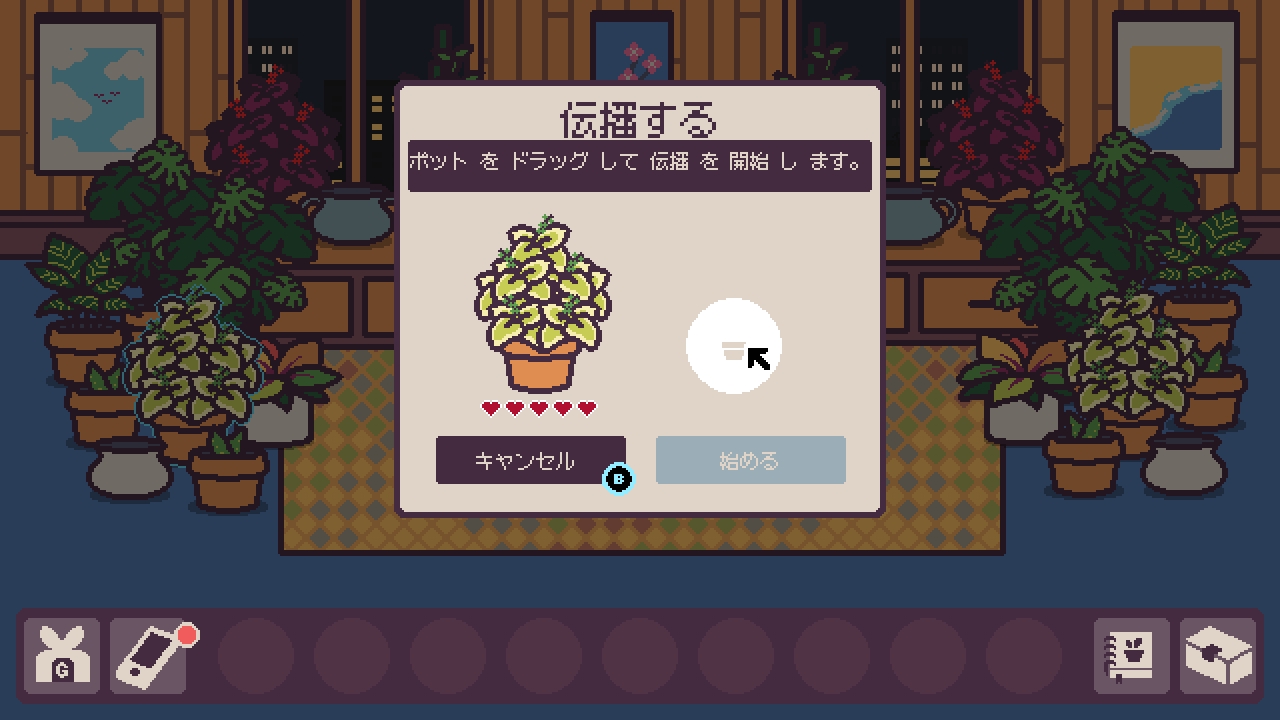 伝播する
ポット を ドラッグ して 伝播 を 開始 し ます。
キャンセル
B
始める
G